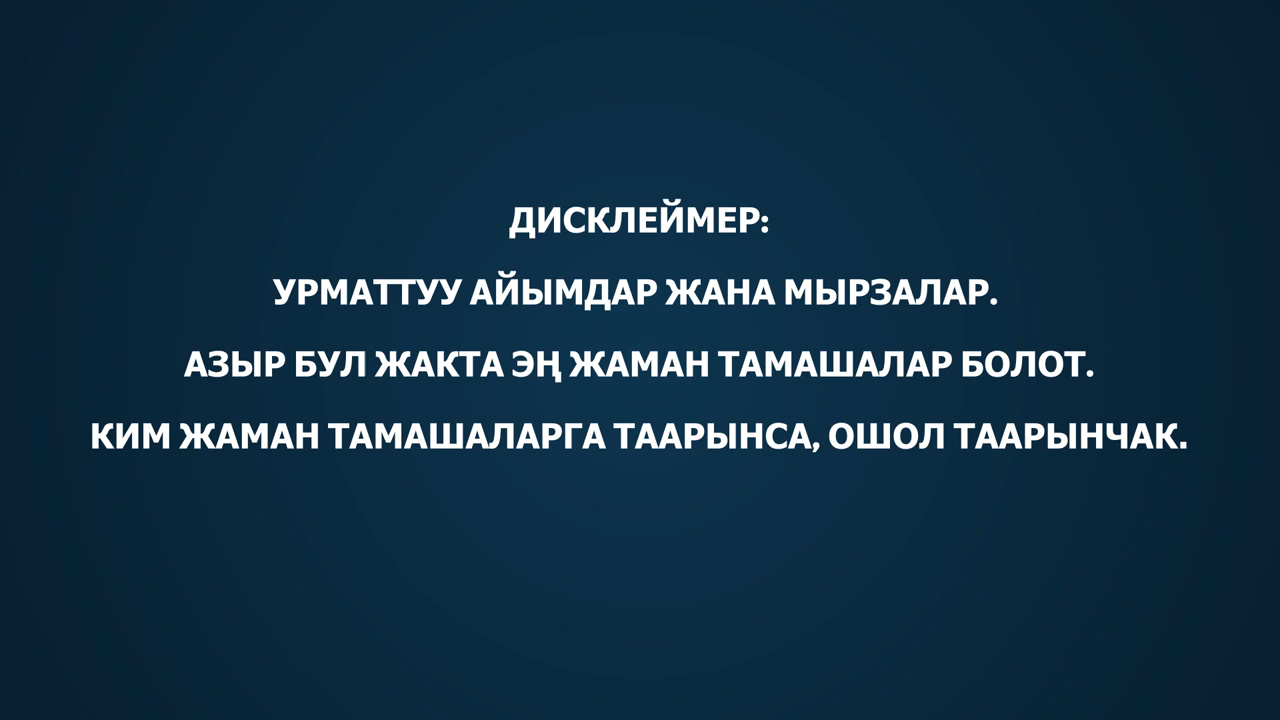 ДИСКЛЕЙМЕР:
УРМАТТУУ АЙЫМДАР ЖАНА МЫРЗАЛАР.
АЗЫР БУЛ ЖАКТА ЭҢ ЖАМАН ТАМАШАЛАР БОЛОТ.
КИМ ЖАМАН ТАМАШАЛАРГА ТААРЫНСА, ОШОЛ ТААРЫНЧАК.